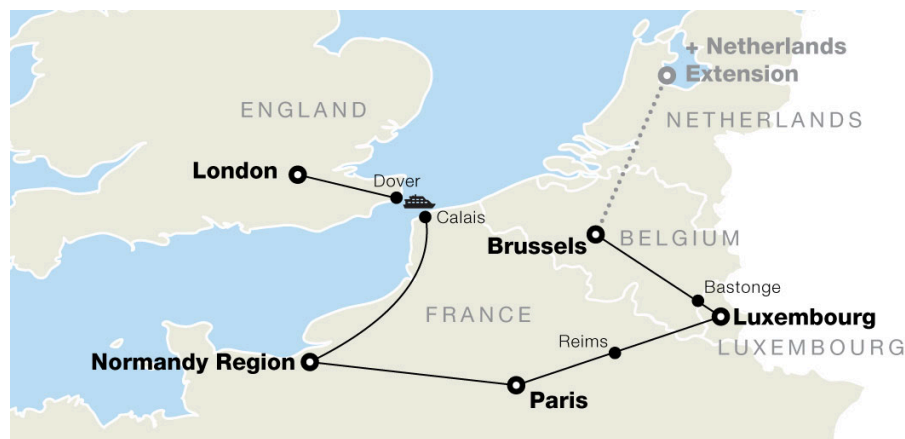 + Netherlands
Extension
ENGLAND
NETHERLANDS
London
Dover
Calais
Brussels
BELGIUM
Bastonge
FRANCE
Luxembourg
Reims
LUXEMBOURG
Normandy Region
Paris